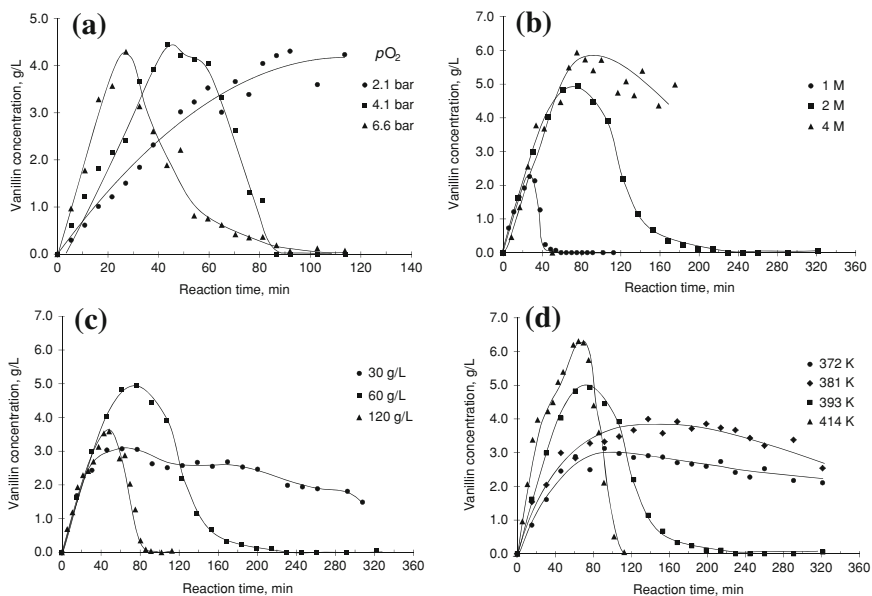 (a)
5.0
4.0
3.0
2.0
1.0
0.0
Vanillin concentration, g/L
pO2
2.1 bar
4.1 bar
6.6 bar
0 20 40 60 80 100 120 140
Reaction time, min
(b)
7.0
6.0
5.0
4.0
3.0
2.0
1.0
0.0
Vanillin concentration, g/L
1 M
2 M
4 M
0 40 80 120 160 200 240 280 320 360
Reaction time, min
(c)
7.0
6.0
5.0
4.0
3.0
2.0
1.0
0.0
Vanillin concentration, g/L
30 g/L
60 g/L
120 g/L
0 40 80 120 160 200 240 280 320 360
Reaction time, min
(d)
7.0
6.0
5.0
4.0
3.0
2.0
1.0
0.0
Vanillin concentration, g/L
372 K
381 K
393 K
414 K
0 40 80 120 160 200 240 280 320 360
Reaction time, min